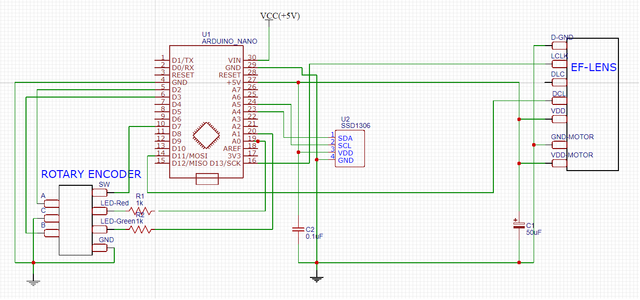 VCC(+5V)
U1
ARDUINO_NANO
1 D1/TX VIN 30
2 D0/RX GND 29
3 RESET RESET 28
4 GND +5V 27
5 D2 A7 26
6 D3 A6 25
7 D4 A5 24
8 D5 A4 23
9 D6 A3 22
10 D7 A2 21
11 D8 A1 20
12 D9 A0 19
13 D10 AREF 18
14 D11/MOSI 3V3 17
15 D12/MISO D13/SCK 16
U2
SSD1306
1 SDA
2 SCL
3 VDD
4 GND
D-GND
LCLK
EF-LENS
DLC
DCL
VDD
GND-MOTOR
VDD-MOTOR
ROTARY ENCODER
SW
A
C
B
LED-Red
R1
1k
LED-Green
R2
1k
GND
C2
0.1uF
C1
50uF